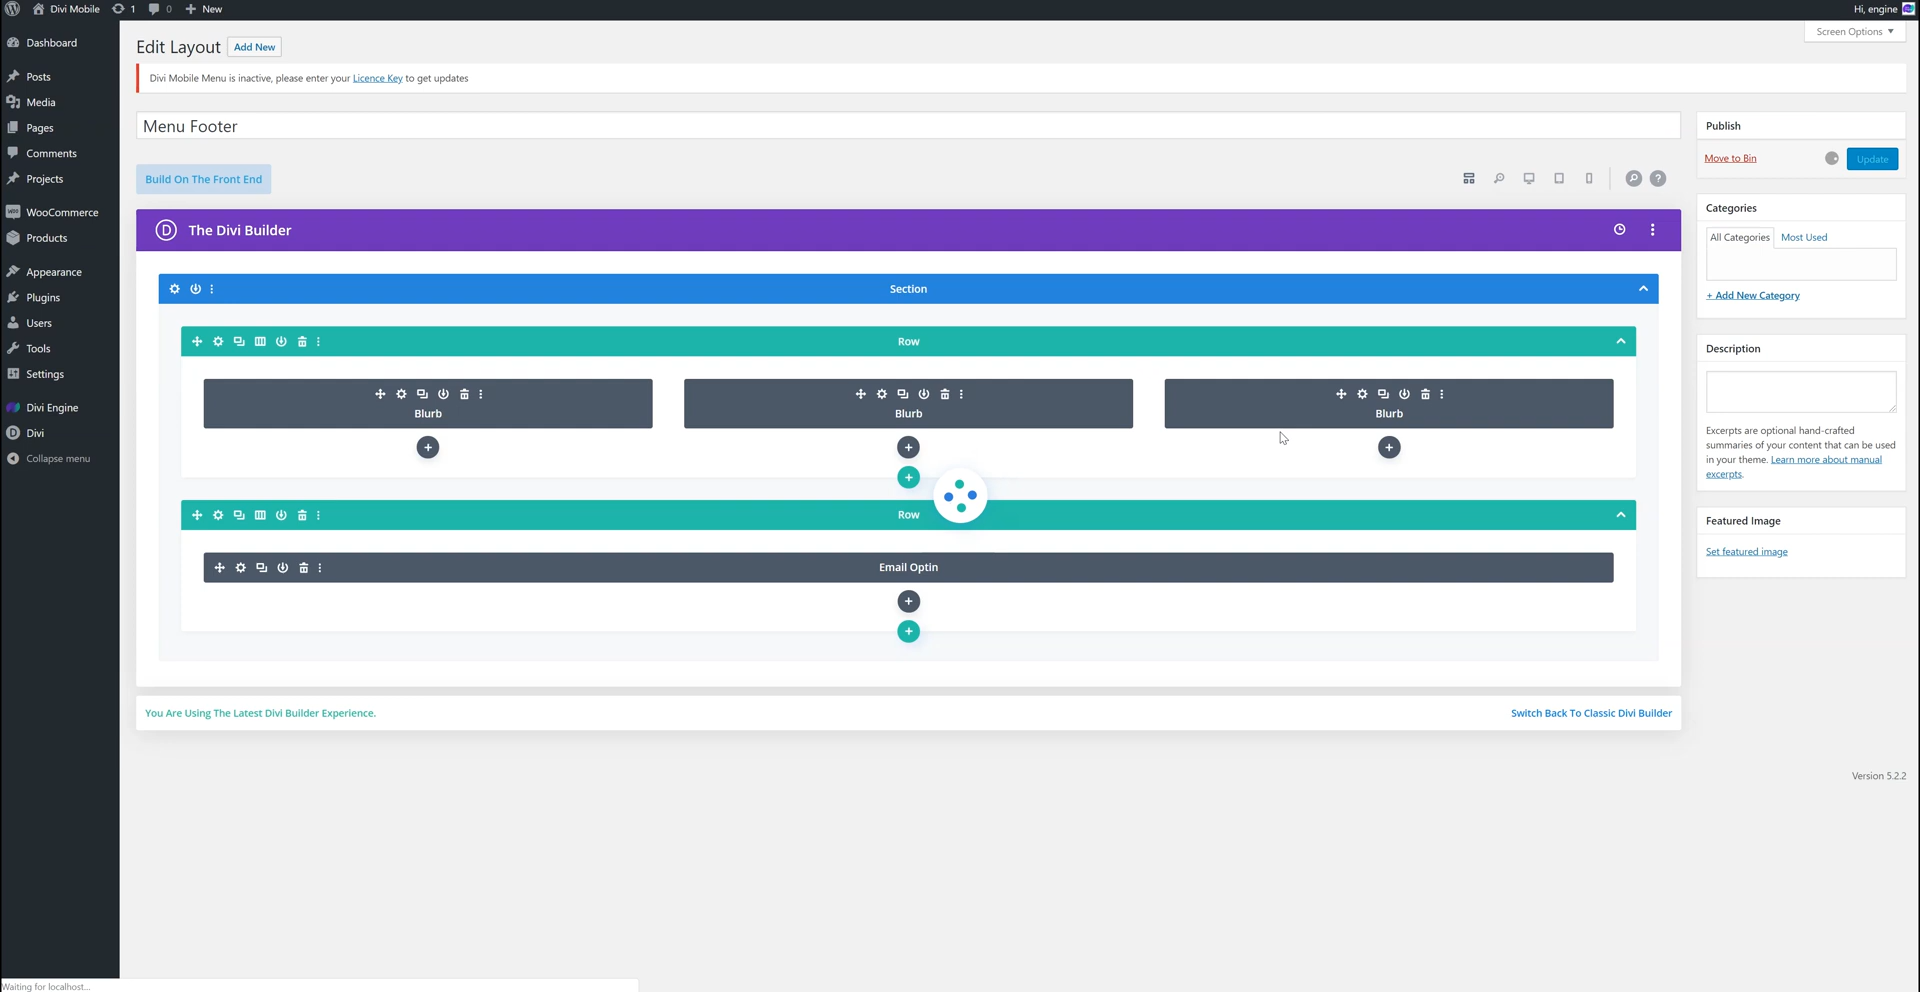 Divi Mobile 1 0 New Hi, engine
Screen Options ▼
Dashboard
Posts
Media
Pages
Comments
Projects
WooCommerce
Products
Appearance
Plugins
Users
Tools
Settings
Divi Engine
Divi
Collapse menu
Edit Layout Add New
Divi Mobile Menu is inactive, please enter your Licence Key to get updates
Menu Footer
Build On The Front End
The Divi Builder
Section
Row
Blurb Blurb Blurb
Row
Email Optin
You Are Using The Latest Divi Builder Experience. Switch Back To Classic Divi Builder
Publish
Move to Bin Update
Categories
All Categories Most Used
+ Add New Category
Description
Excerpts are optional hand-crafted
summaries of your content that can be used
in your theme. Learn more about manual
excerpts.
Featured Image
Set featured image
Version 5.2.2
Waiting for localhost...